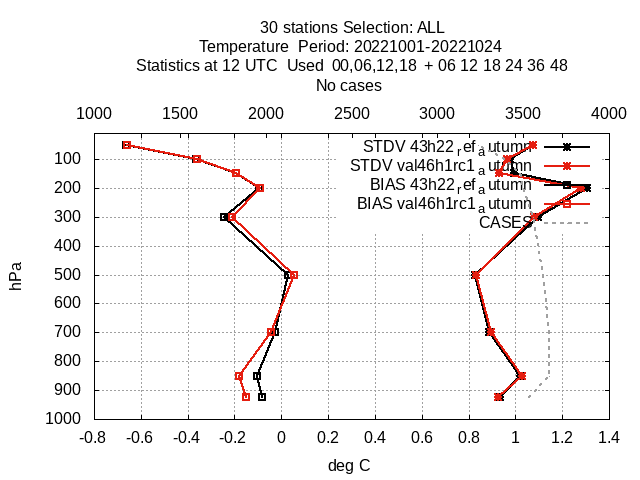 30 stations Selection: ALL
Temperature  Period: 20221001-20221024
Statistics at 12 UTC  Used  00,06,12,18  + 06 12 18 24 36 48
No cases
1000 1500 2000 2500 3000 3500 4000
STDV 43h22_ref_autumn
STDV val46h1rc1_autumn
BIAS 43h22_ref_autumn
BIAS val46h1rc1_autumn
CASES
hPa
100
200
300
400
500
600
700
800
900
1000
-0.8 -0.6 -0.4 -0.2 0 0.2 0.4 0.6 0.8 1 1.2 1.4
deg C